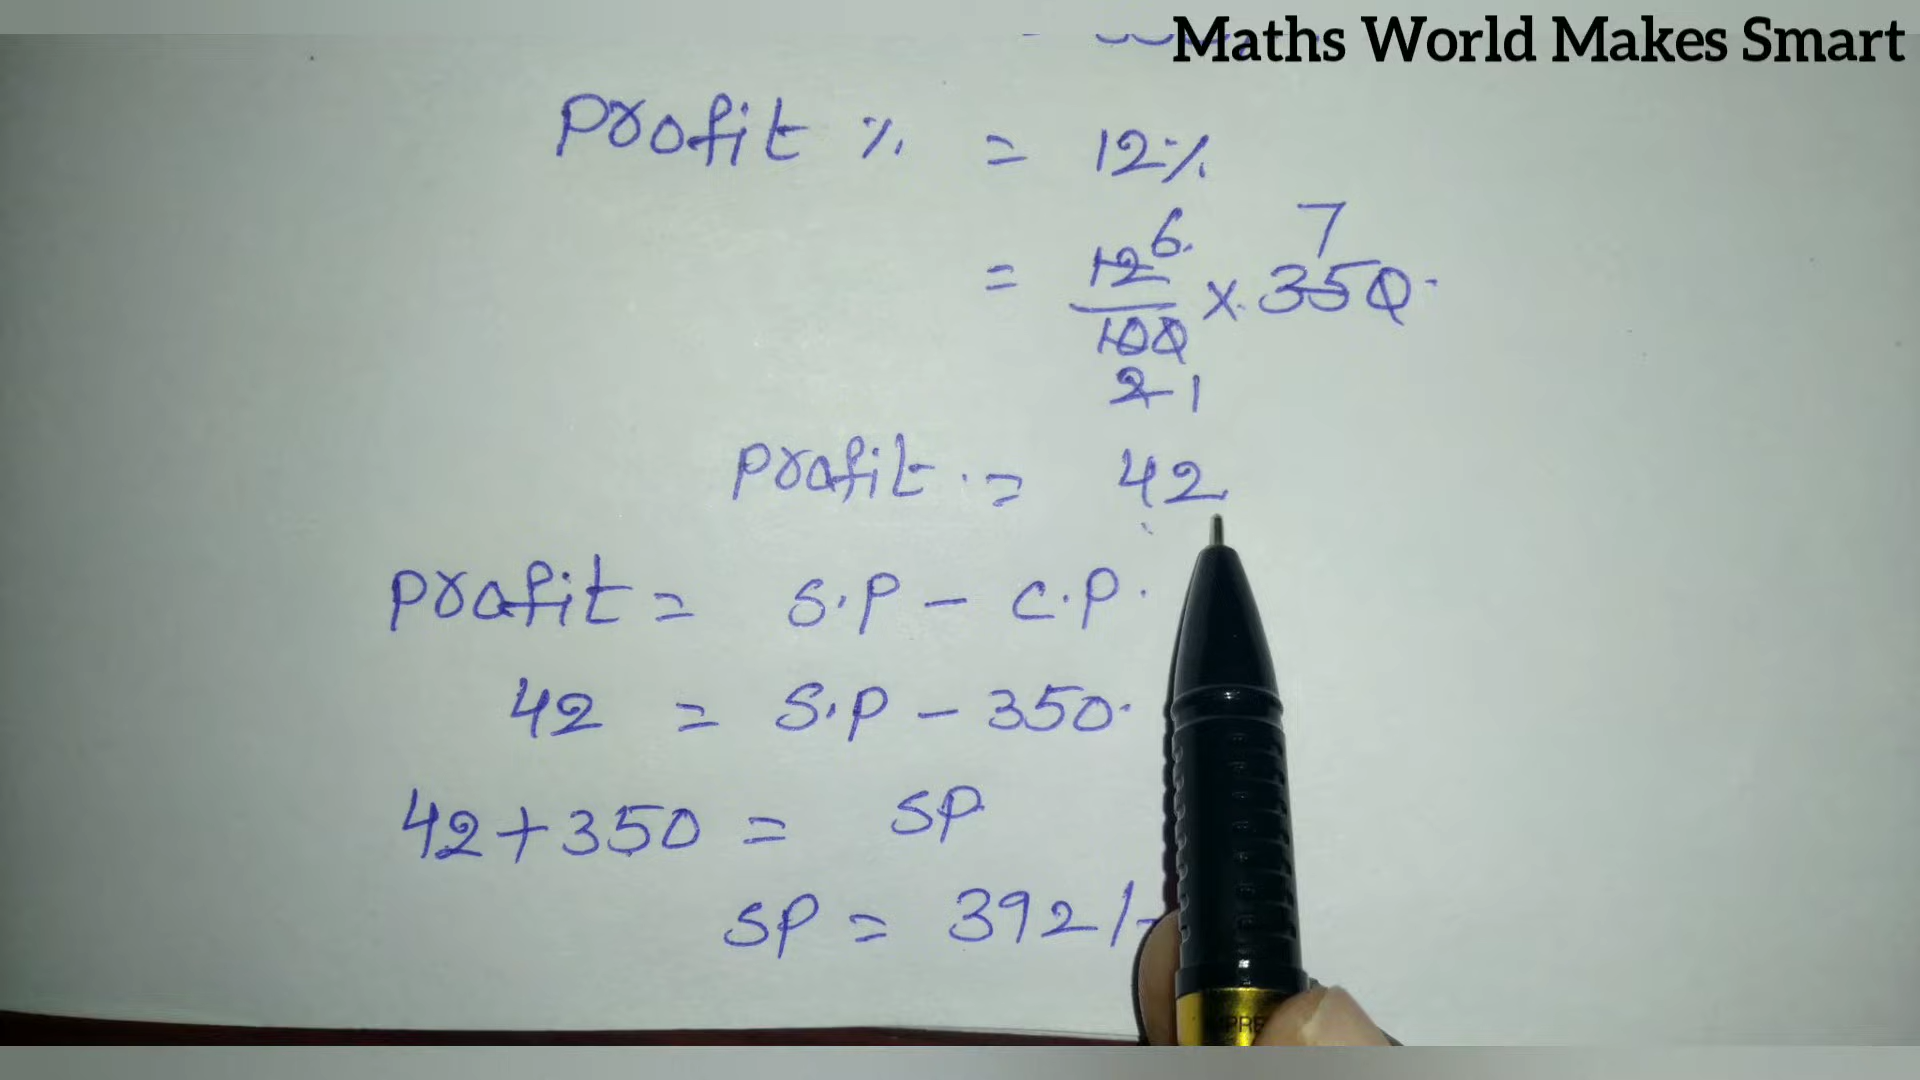 Maths World Makes Smart
Profit % = 12%
= 12/100 6 2 1 × 350 7
Profit = 42
Profit = S.P - C.P.
42 = S.P - 350.
42+350 = SP
SP = 392/-